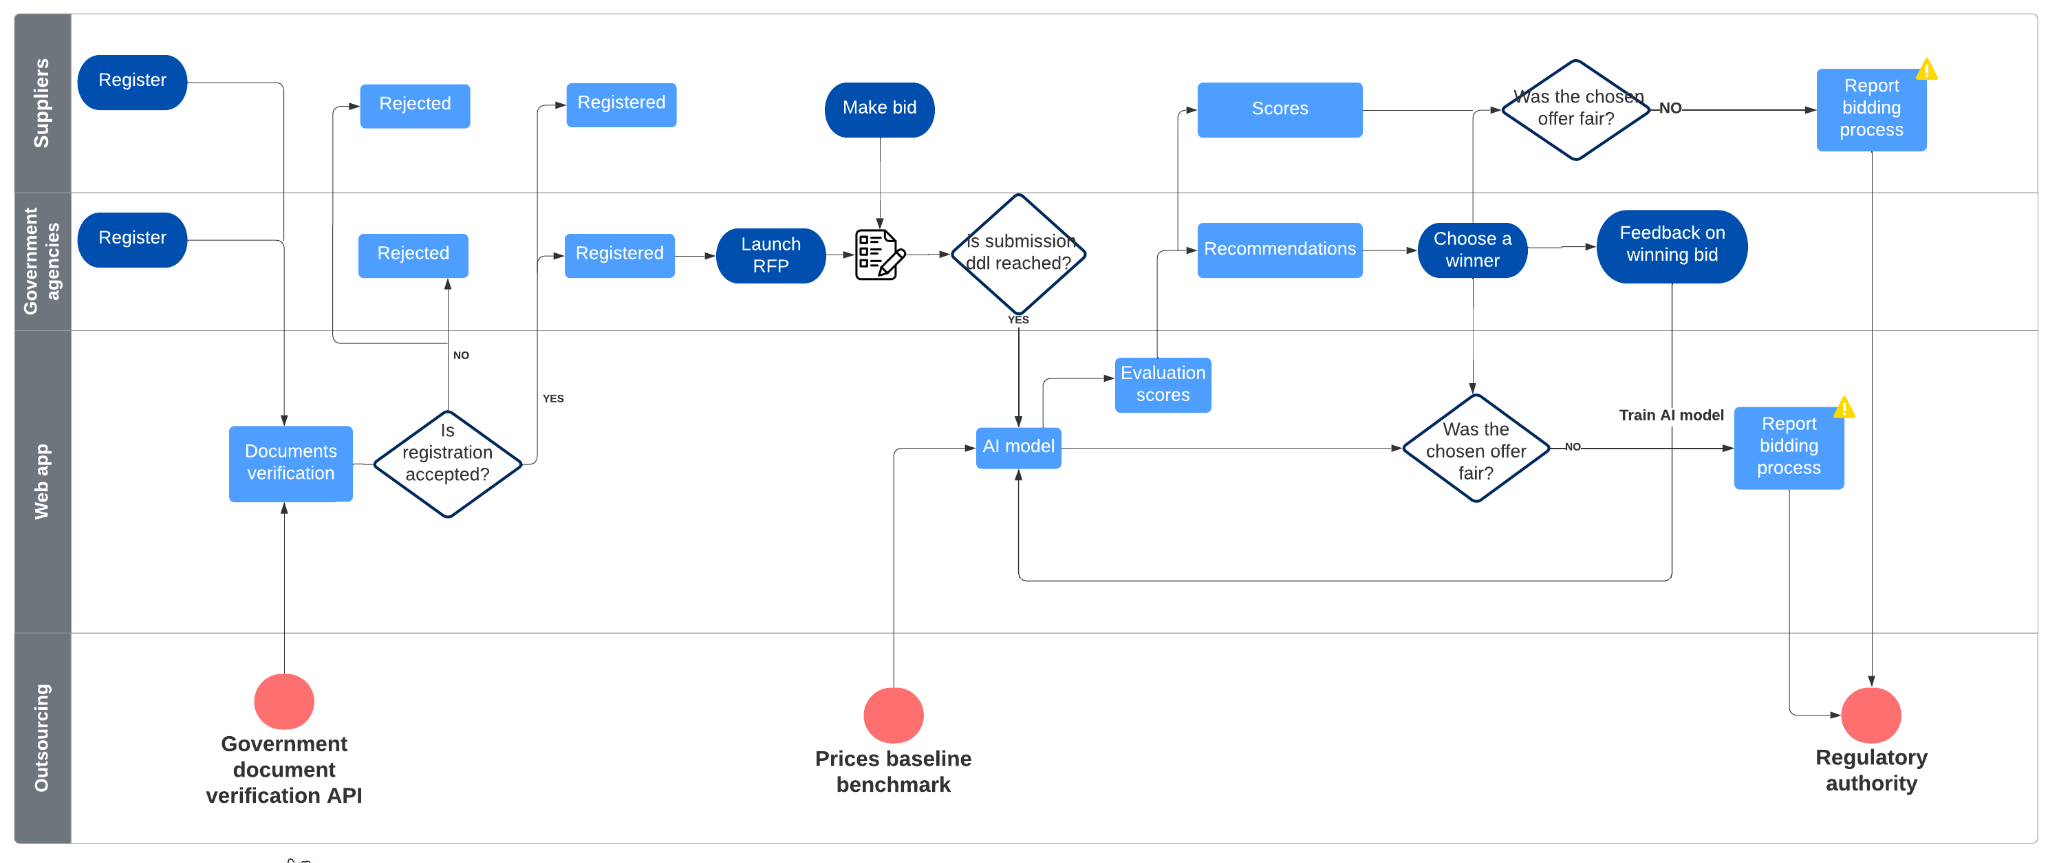 Suppliers
Register
Rejected
Registered
Make bid
Scores
Was the chosen
offer fair?
NO
Report
bidding
process
Government
agencies
Register
Rejected
Registered
Launch
RFP
is submission
ddl reached?
YES
Recommendations
Choose a
winner
Feedback on
winning bid
Web app
NO
YES
Documents
verification
Is
registration
accepted?
Evaluation
scores
AI model
Was the
chosen offer
fair?
NO
Train AI model
Report
bidding
process
Outsourcing
Government
document
verification API
Prices baseline
benchmark
Regulatory
authority